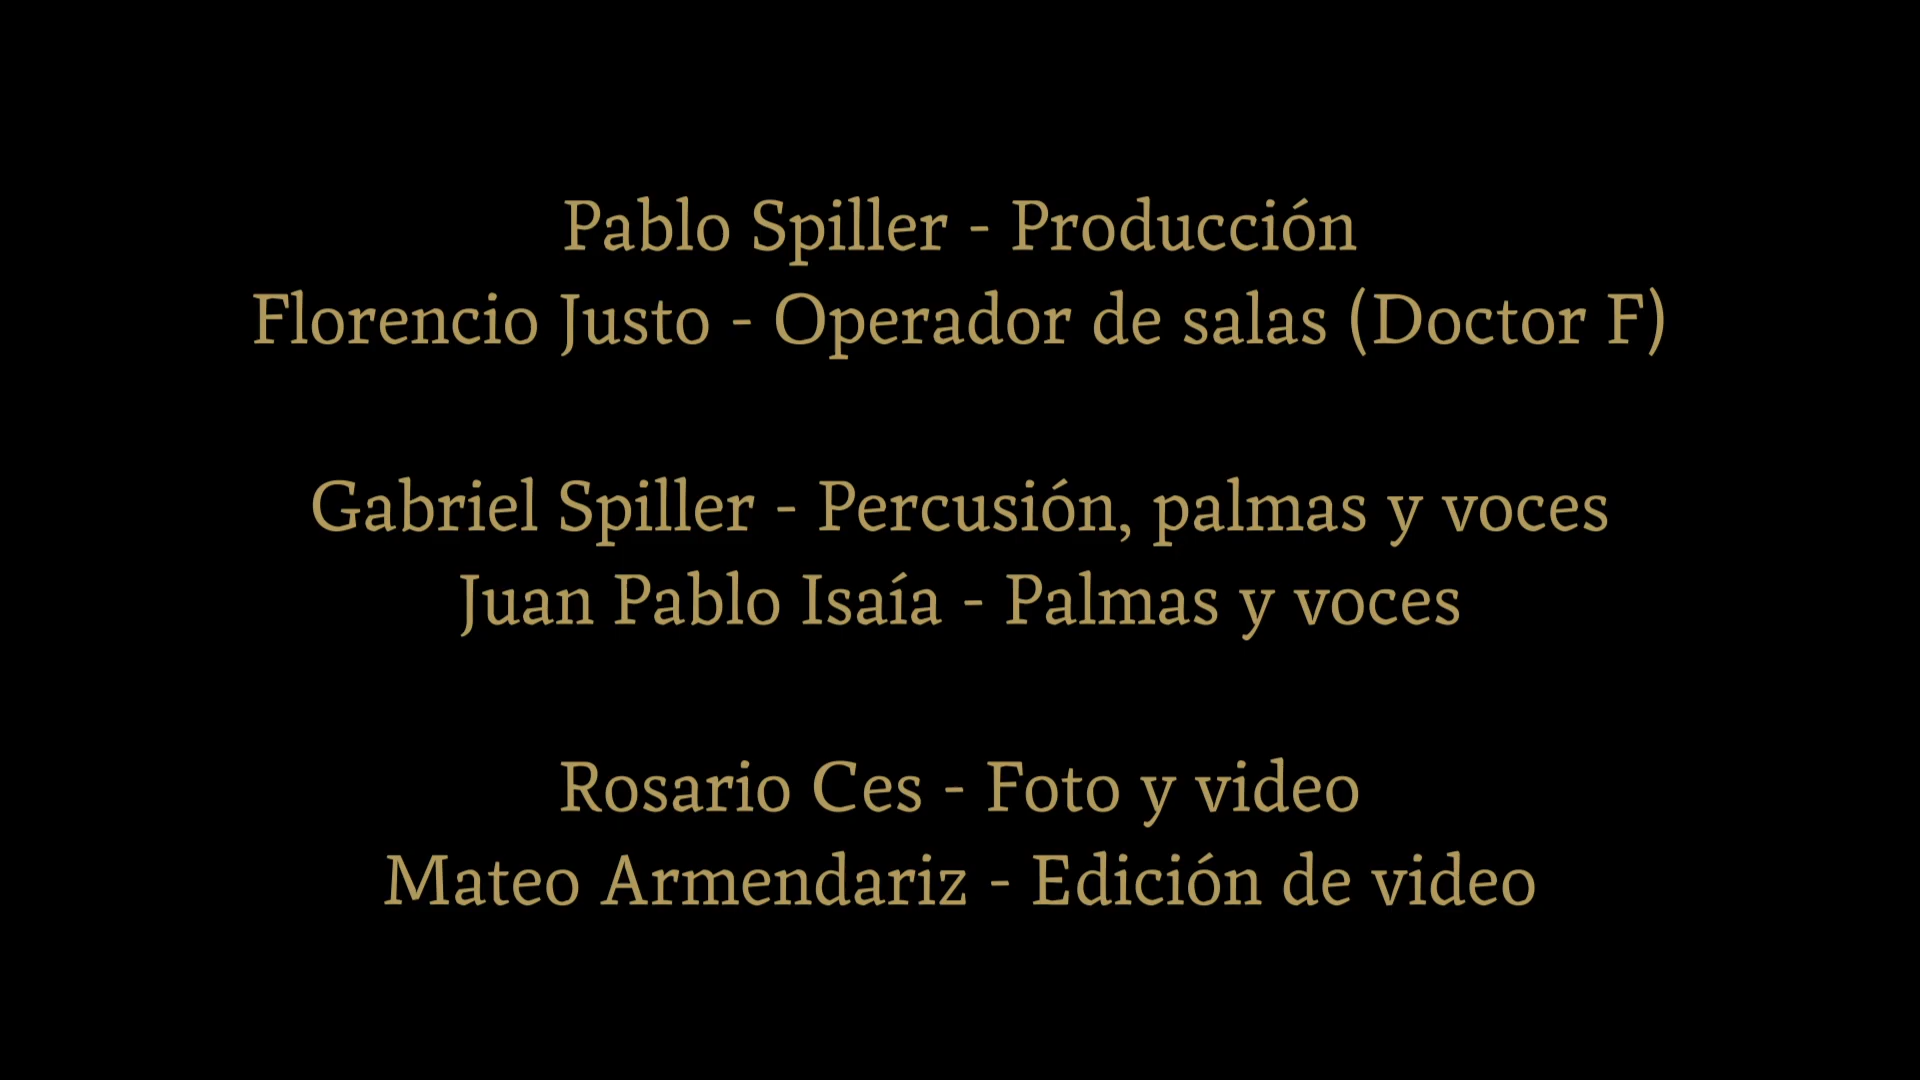 Pablo Spiller - Producción
Florencio Justo - Operador de salas (Doctor F)
Gabriel Spiller - Percusión, palmas y voces
Juan Pablo Isaía - Palmas y voces
Rosario Ces - Foto y video
Mateo Armendariz - Edición de video